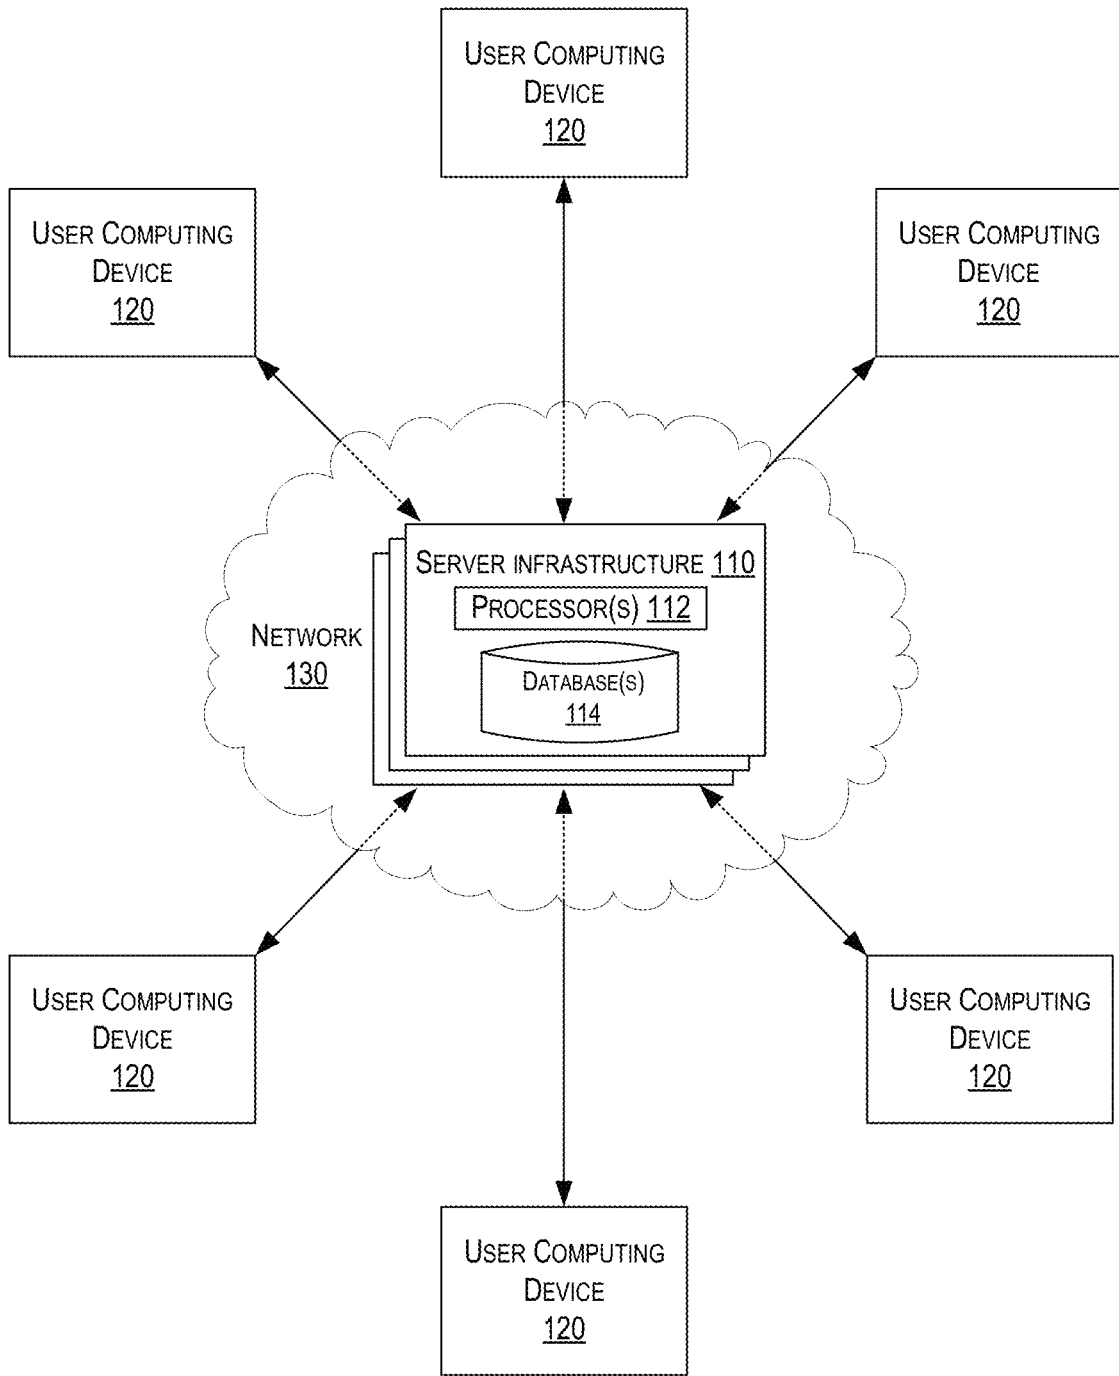 USER COMPUTING
DEVICE
120
USER COMPUTING
DEVICE
120
USER COMPUTING
DEVICE
120
SERVER INFRASTRUCTURE 110
PROCESSOR(S) 112
NETWORK
130
DATABASE(S)
114
USER COMPUTING
DEVICE
120
USER COMPUTING
DEVICE
120
USER COMPUTING
DEVICE
120